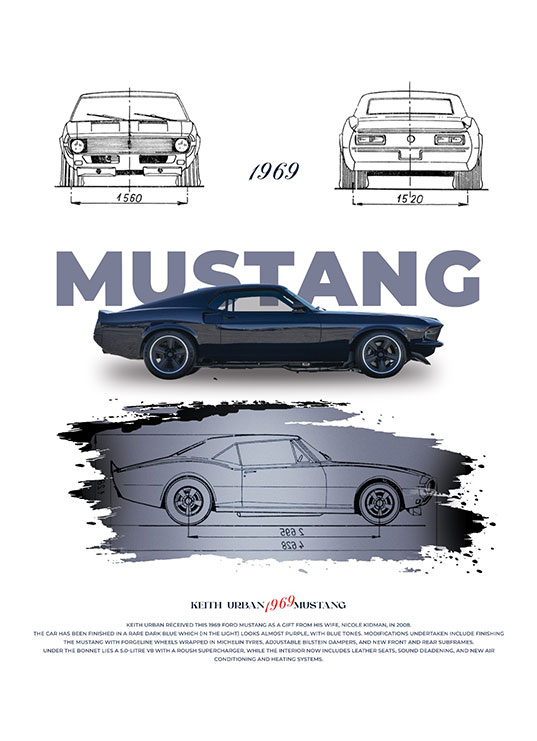 1969
1560
1520
MUSTANG
2.695
4.628
KEITH URBAN 1969 MUSTANG
KEITH URBAN RECEIVED THIS 1969 FORD MUSTANG AS A GIFT FROM HIS WIFE, NICOLE KIDMAN, IN 2008.
THE CAR HAS BEEN FINISHED IN A RARE DARK BLUE WHICH (IN THE LIGHT) LOOKS ALMOST PURPLE, WITH BLUE TONES. MODIFICATIONS UNDERTAKEN INCLUDE FINISHING
THE MUSTANG WITH FORGELINE WHEELS WRAPPED IN MICHELIN TYRES, ADJUSTABLE BILSTEIN DAMPERS, AND NEW FRONT AND REAR SUBFRAMES.
UNDER THE BONNET LIES A 5.0-LITRE V8 WITH A ROUSH SUPERCHARGER, WHILE THE INTERIOR NOW INCLUDES LEATHER SEATS, SOUND DEADENING, AND NEW AIR
CONDITIONING AND HEATING SYSTEMS.